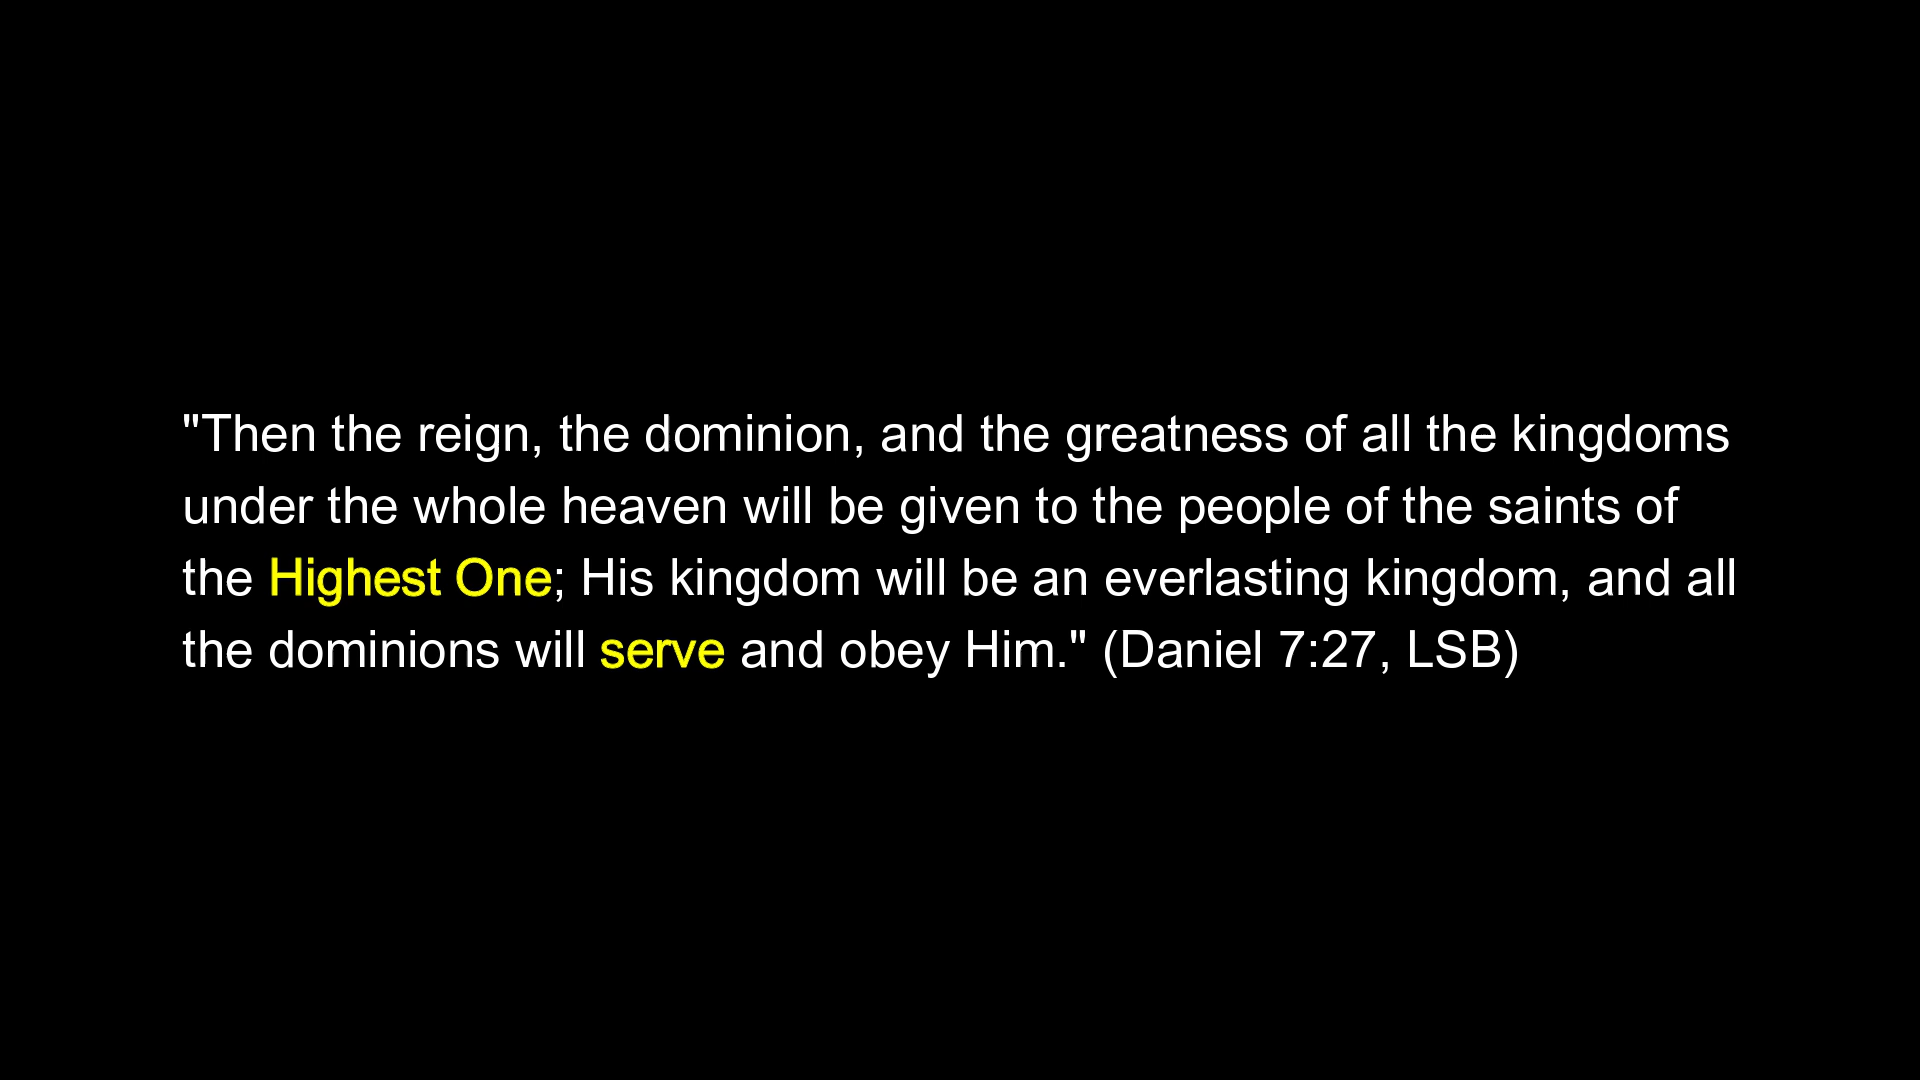 "Then the reign, the dominion, and the greatness of all the kingdoms
under the whole heaven will be given to the people of the saints of
the Highest One; His kingdom will be an everlasting kingdom, and all
the dominions will serve and obey Him." (Daniel 7:27, LSB)